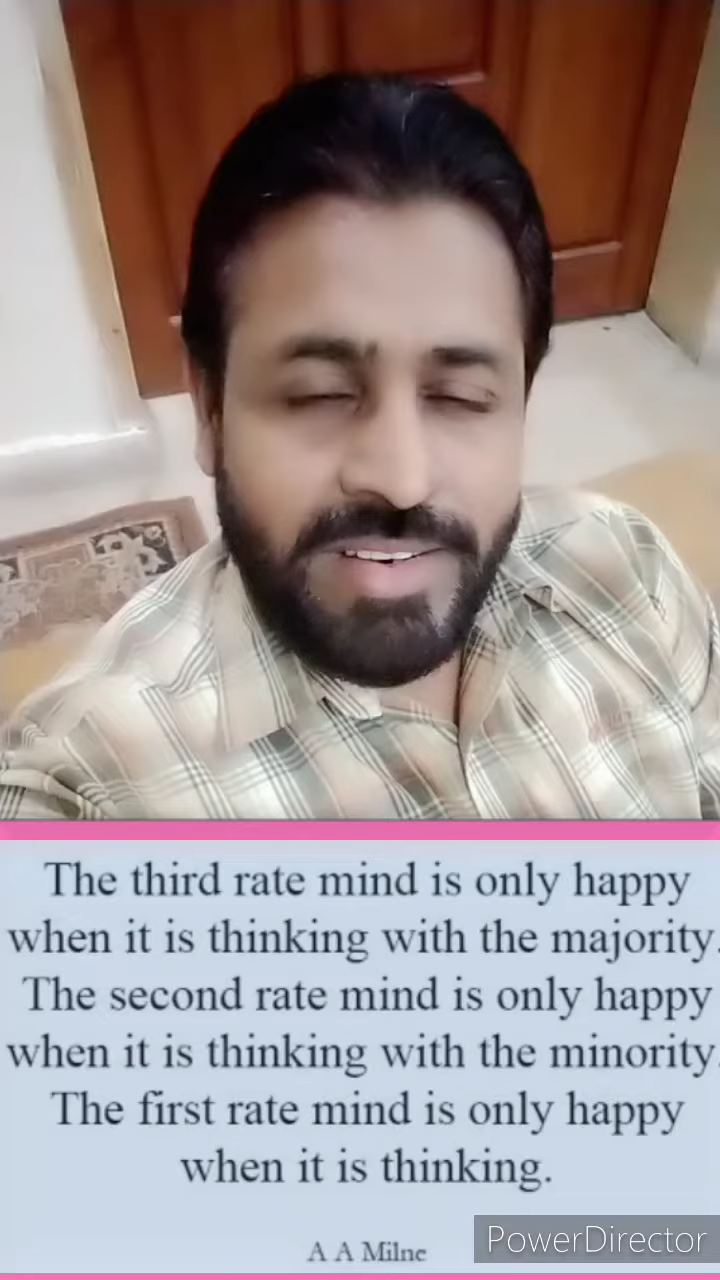 The third rate mind is only happy
when it is thinking with the majority.
The second rate mind is only happy
when it is thinking with the minority.
The first rate mind is only happy
when it is thinking.
A A Milne
PowerDirector